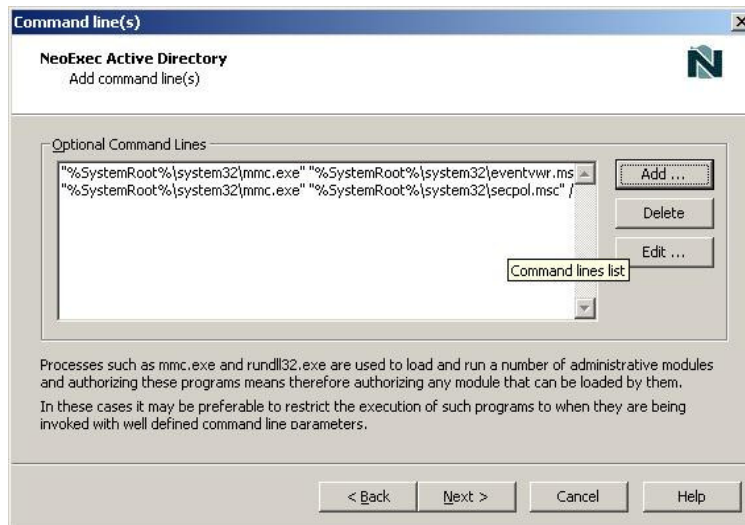 Command line(s)
NeoExec Active Directory
Add command line(s)
N
Optional Command Lines
"%SystemRoot%\system32\mmc.exe" "%SystemRoot%\system32\eventvwr.ms
"%SystemRoot%\system32\mmc.exe" "%SystemRoot%\system32\secpol.msc" /
Add ...
Delete
Edit ...
Command lines list
Processes such as mmc.exe and rundll32.exe are used to load and run a number of administrative modules
and authorizing these programs means therefore authorizing any module that can be loaded by them.
In these cases it may be preferable to restrict the execution of such programs to when they are being
invoked with well defined command line parameters.
< Back
Next >
Cancel
Help